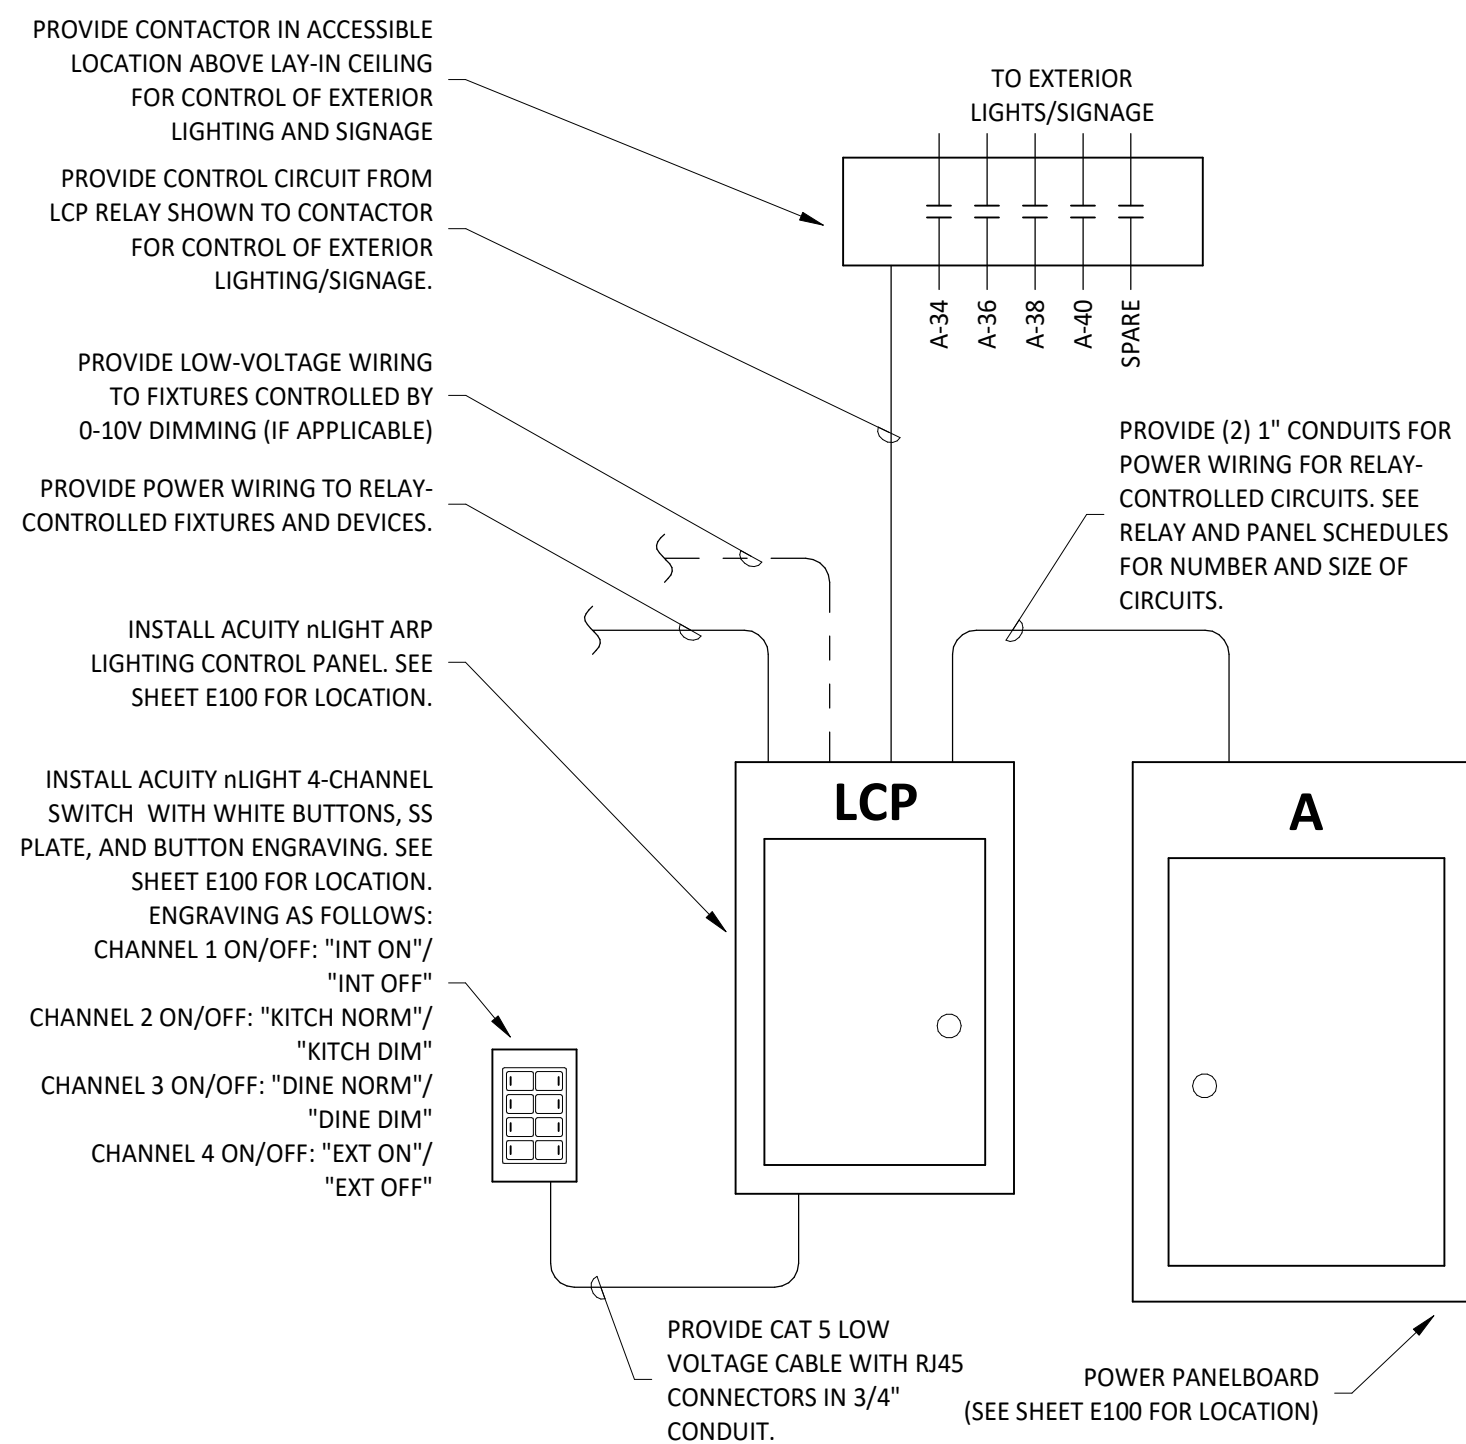 PROVIDE CONTACTOR IN ACCESSIBLE
LOCATION ABOVE LAY-IN CEILING
FOR CONTROL OF EXTERIOR
LIGHTING AND SIGNAGE
PROVIDE CONTROL CIRCUIT FROM
LCP RELAY SHOWN TO CONTACTOR
FOR CONTROL OF EXTERIOR
LIGHTING/SIGNAGE.
PROVIDE LOW-VOLTAGE WIRING
TO FIXTURES CONTROLLED BY
0-10V DIMMING (IF APPLICABLE)
PROVIDE POWER WIRING TO RELAY-
CONTROLLED FIXTURES AND DEVICES.
INSTALL ACUITY nLIGHT ARP
LIGHTING CONTROL PANEL. SEE
SHEET E100 FOR LOCATION.
INSTALL ACUITY nLIGHT 4-CHANNEL
SWITCH WITH WHITE BUTTONS, SS
PLATE, AND BUTTON ENGRAVING. SEE
SHEET E100 FOR LOCATION.
ENGRAVING AS FOLLOWS:
CHANNEL 1 ON/OFF: "INT ON"/
"INT OFF"
CHANNEL 2 ON/OFF: "KITCH NORM"/
"KITCH DIM"
CHANNEL 3 ON/OFF: "DINE NORM"/
"DINE DIM"
CHANNEL 4 ON/OFF: "EXT ON"/
"EXT OFF"
TO EXTERIOR
LIGHTS/SIGNAGE
A-34
A-36
A-38
A-40
SPARE
PROVIDE (2) 1" CONDUITS FOR
POWER WIRING FOR RELAY-
CONTROLLED CIRCUITS. SEE
RELAY AND PANEL SCHEDULES
FOR NUMBER AND SIZE OF
CIRCUITS.
LCP
A
PROVIDE CAT 5 LOW
VOLTAGE CABLE WITH RJ45
CONNECTORS IN 3/4"
CONDUIT.
POWER PANELBOARD
(SEE SHEET E100 FOR LOCATION)